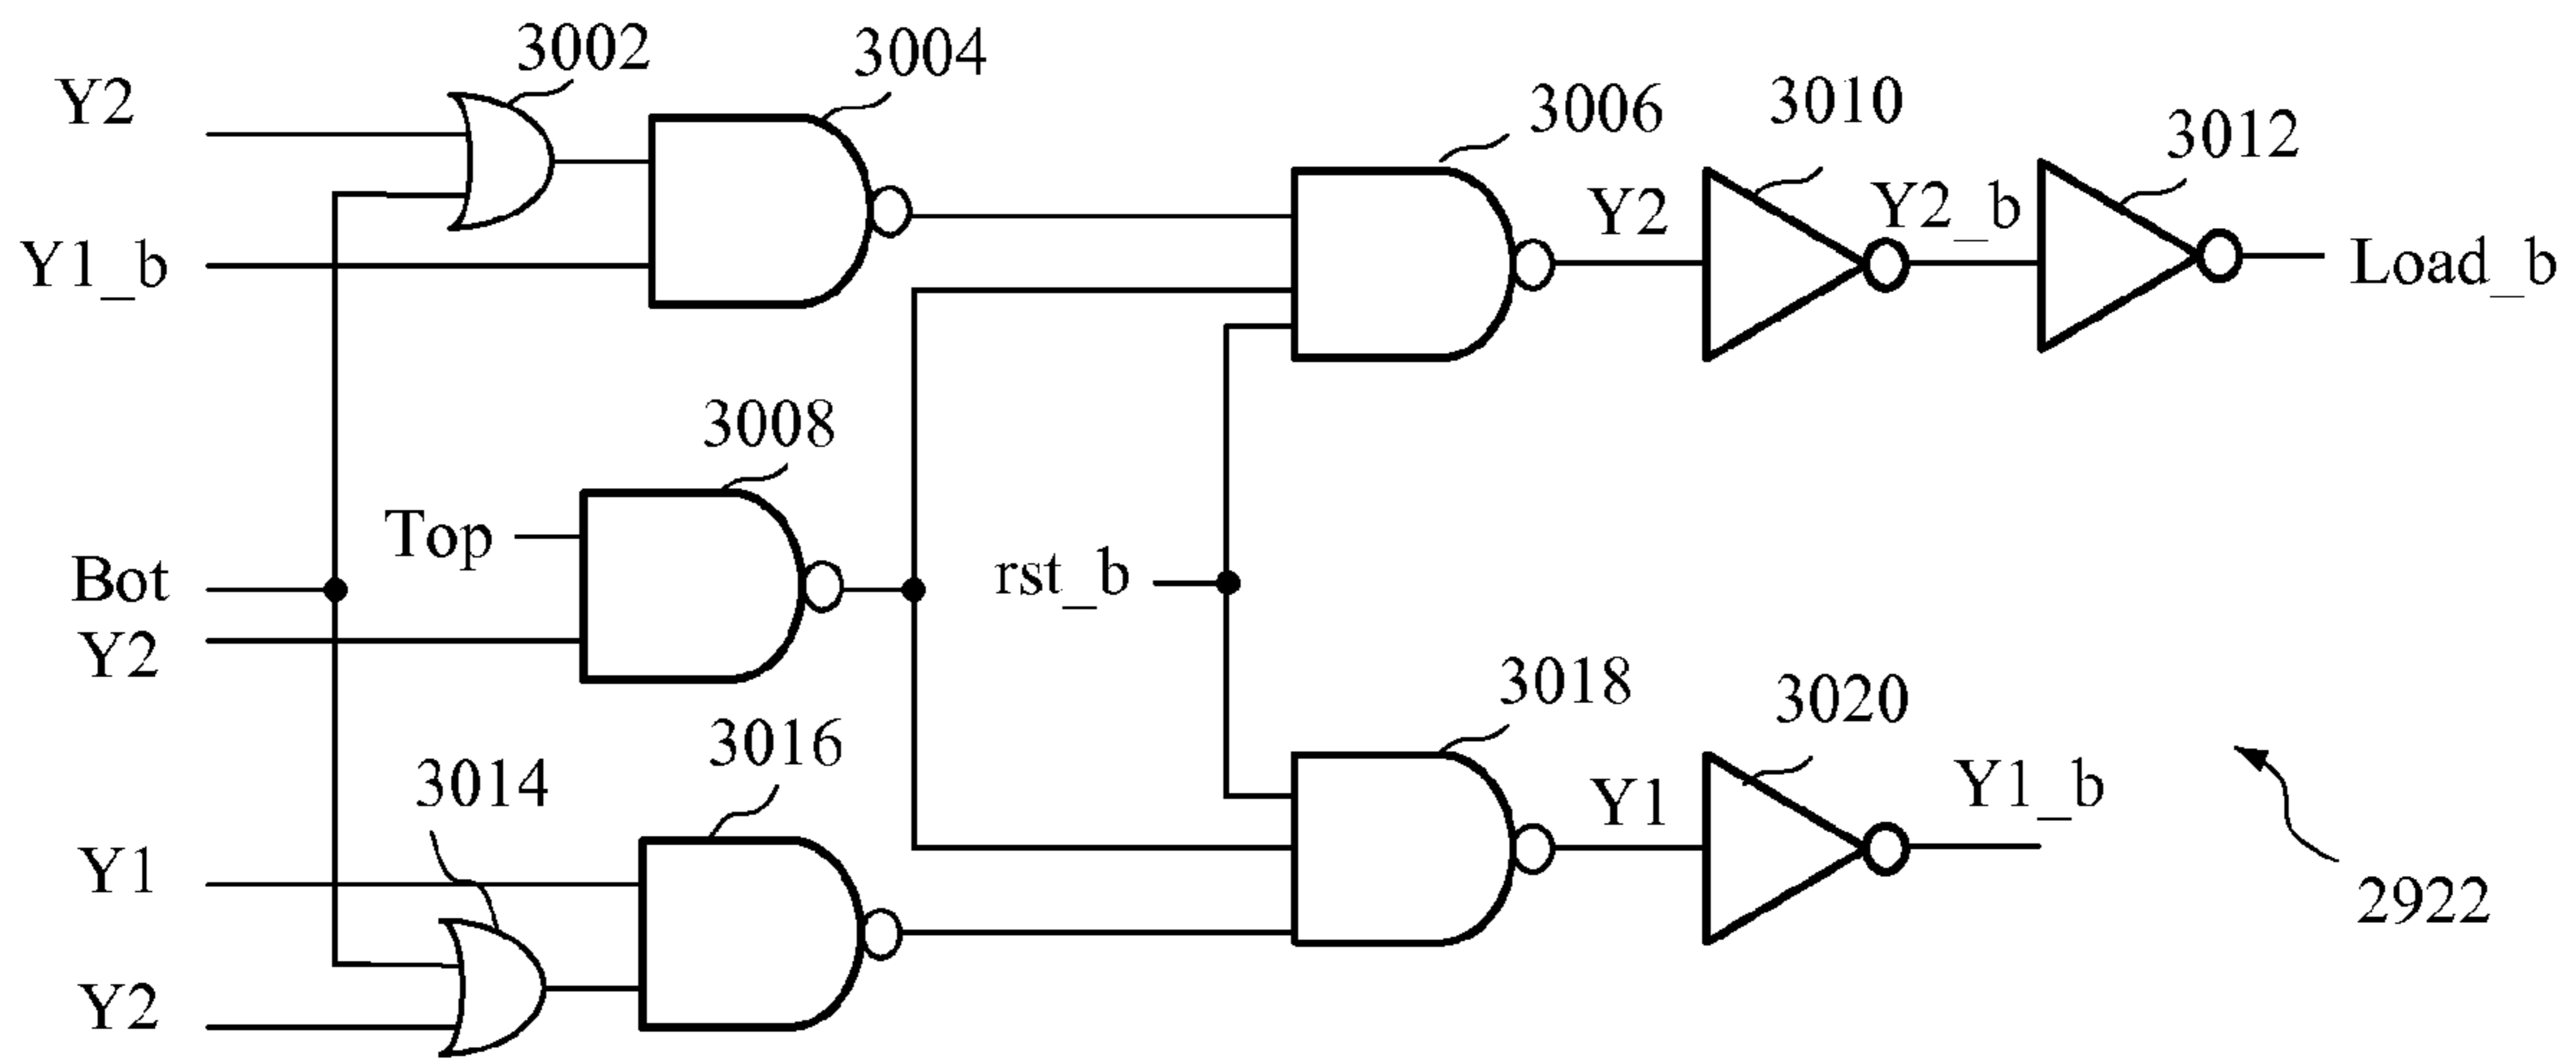 3002
3004
Y2
3006
3010
3012
Y1_b
Y2
Y2_b
Load_b
3008
Top
Bot
rst_b
Y2
3018
3020
3016
3014
Y1
Y1_b
Y1
2922
Y2